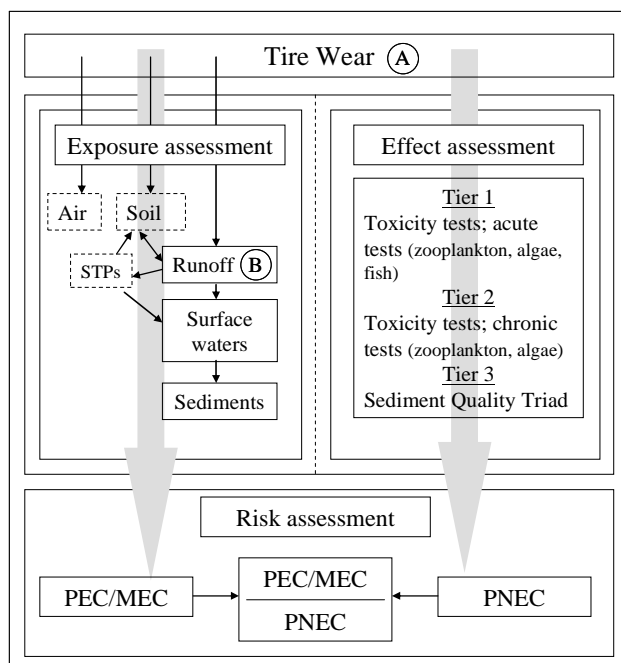 Tire Wear A
Exposure assessment
Air
Soil
STPs
Runoff B
Surface
waters
Sediments
Effect assessment
Tier 1
Toxicity tests; acute
tests (zooplankton, algae,
fish)
Tier 2
Toxicity tests; chronic
tests (zooplankton, algae)
Tier 3
Sediment Quality Triad
Risk assessment
PEC/MEC
PEC/MEC
PNEC
PNEC